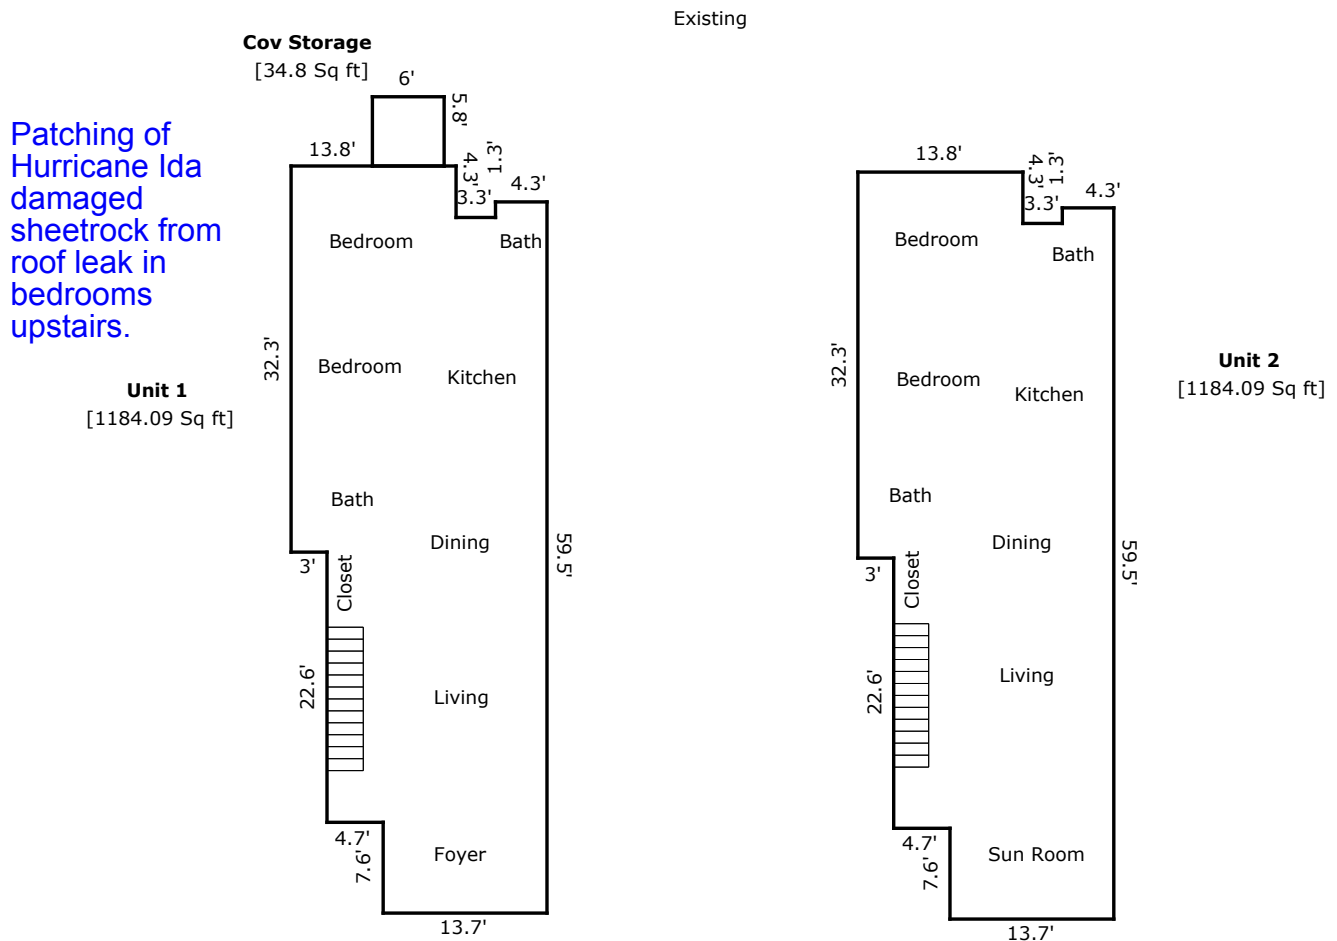 Existing
Cov Storage
[34.8 Sq ft]
6'
5.8'
Patching of
Hurricane Ida
damaged
sheetrock from
roof leak in
bedrooms
upstairs.
13.8'
4.3'
1.3'
3.3'
4.3'
Bedroom
Bath
32.3'
Bedroom
Kitchen
Unit 1
[1184.09 Sq ft]
Bath
Dining
59.5'
3'
Closet
22.6'
Living
4.7'
7.6'
Foyer
13.7'
13.8'
4.3'
1.3'
3.3'
4.3'
Bedroom
Bath
32.3'
Bedroom
Kitchen
Unit 2
[1184.09 Sq ft]
Bath
Dining
59.5'
3'
Closet
22.6'
Living
4.7'
7.6'
Sun Room
13.7'